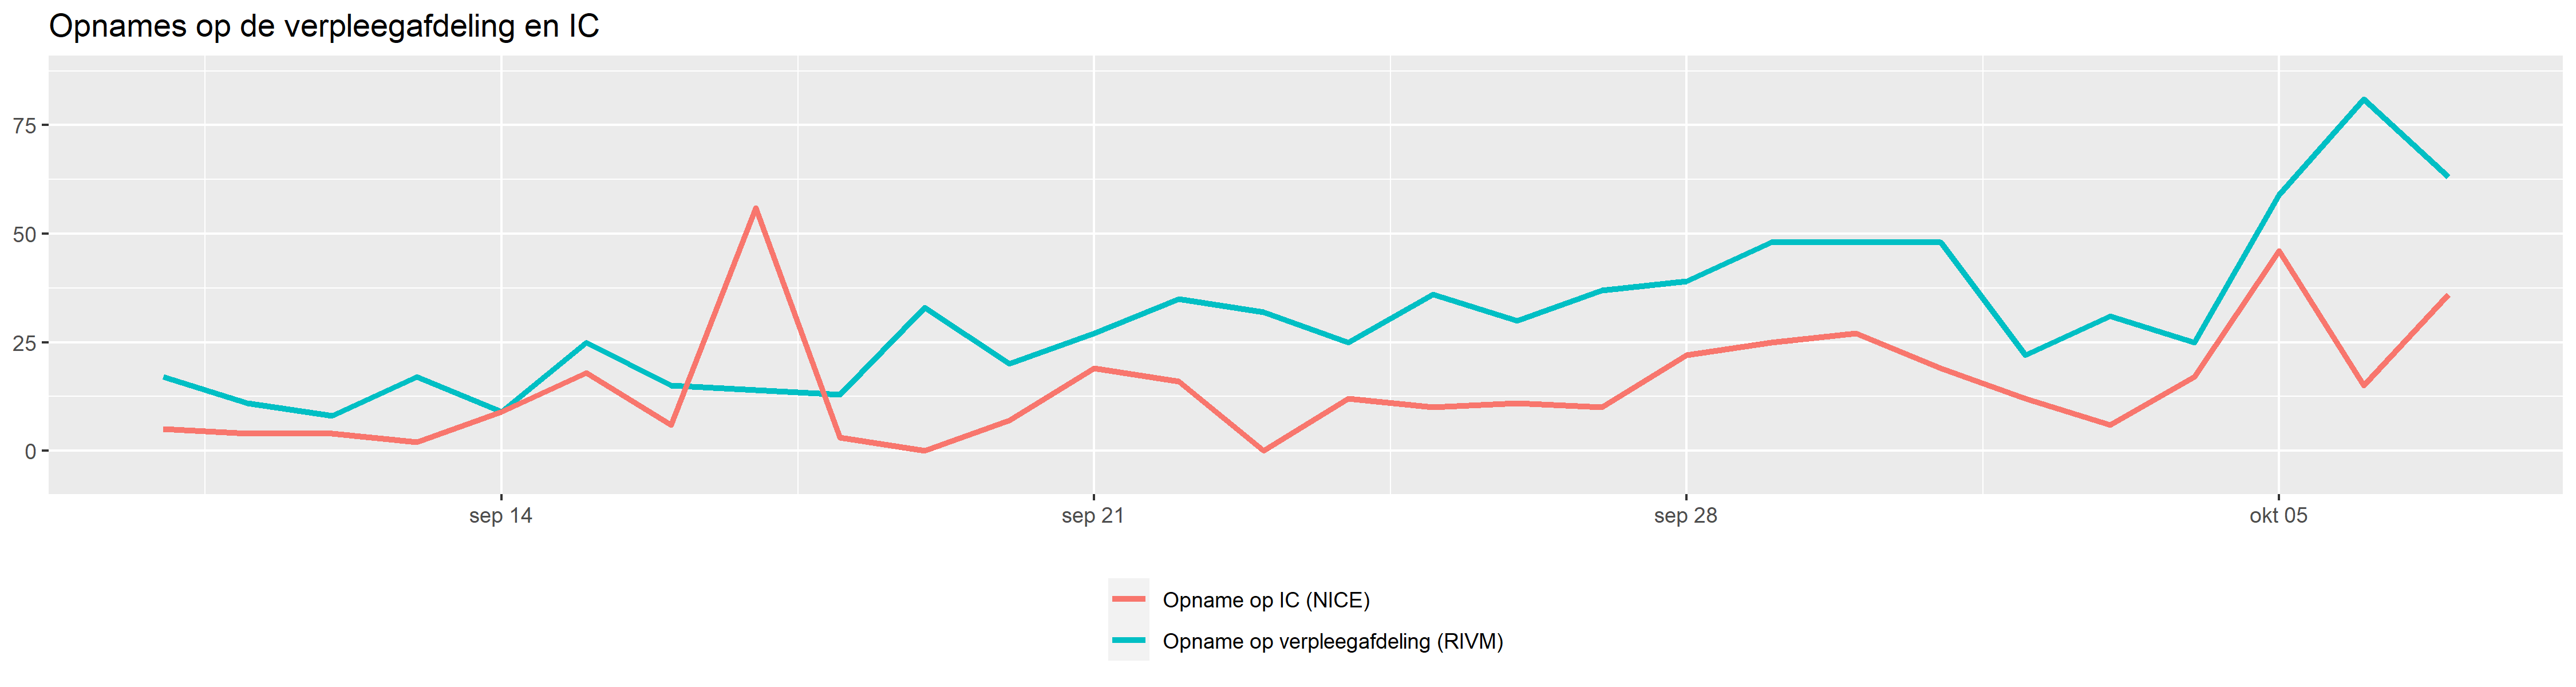 Opnames op de verpleegafdeling en IC
75
50
25
0
sep 14 sep 21 sep 28 okt 05
Opname op IC (NICE)
Opname op verpleegafdeling (RIVM)